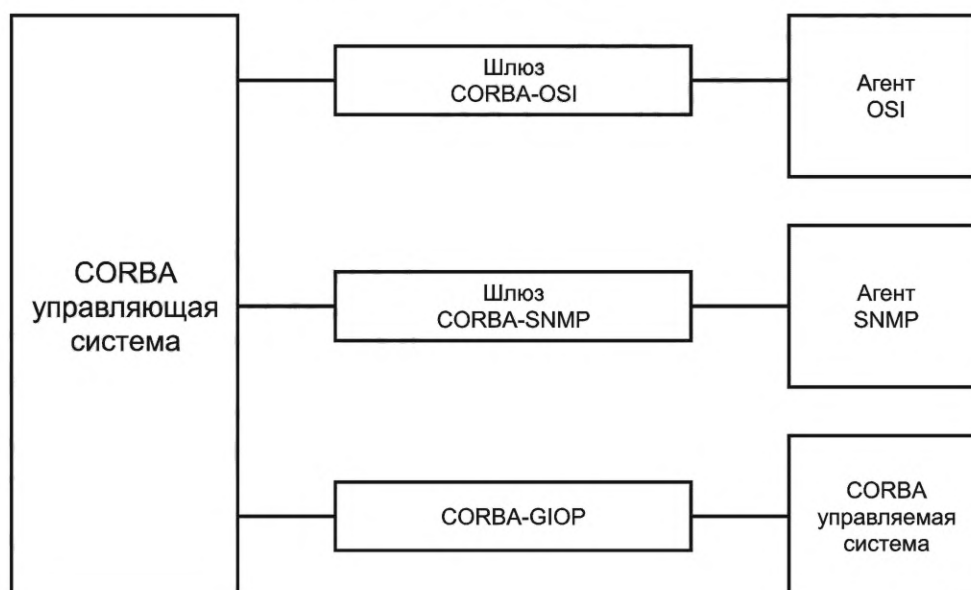 Шлюз
CORBA-OSI
Агент
OSI
CORBA
управляющая
система
Шлюз
CORBA-SNMP
Агент
SNMP
CORBA-GIOP
CORBA
управляемая
система